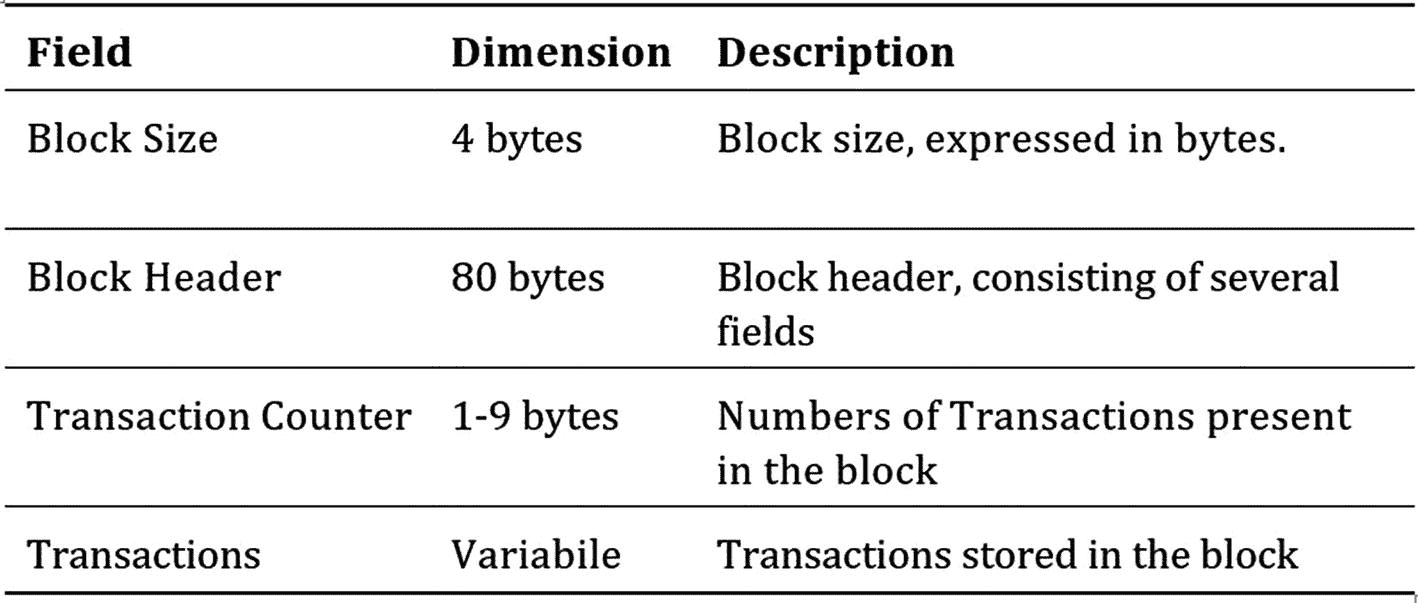 Field Dimension Description
Block Size 4 bytes Block size, expressed in bytes.
Block Header 80 bytes Block header, consisting of several
fields
Transaction Counter 1-9 bytes Numbers of Transactions present
in the block
Transactions Variabile Transactions stored in the block